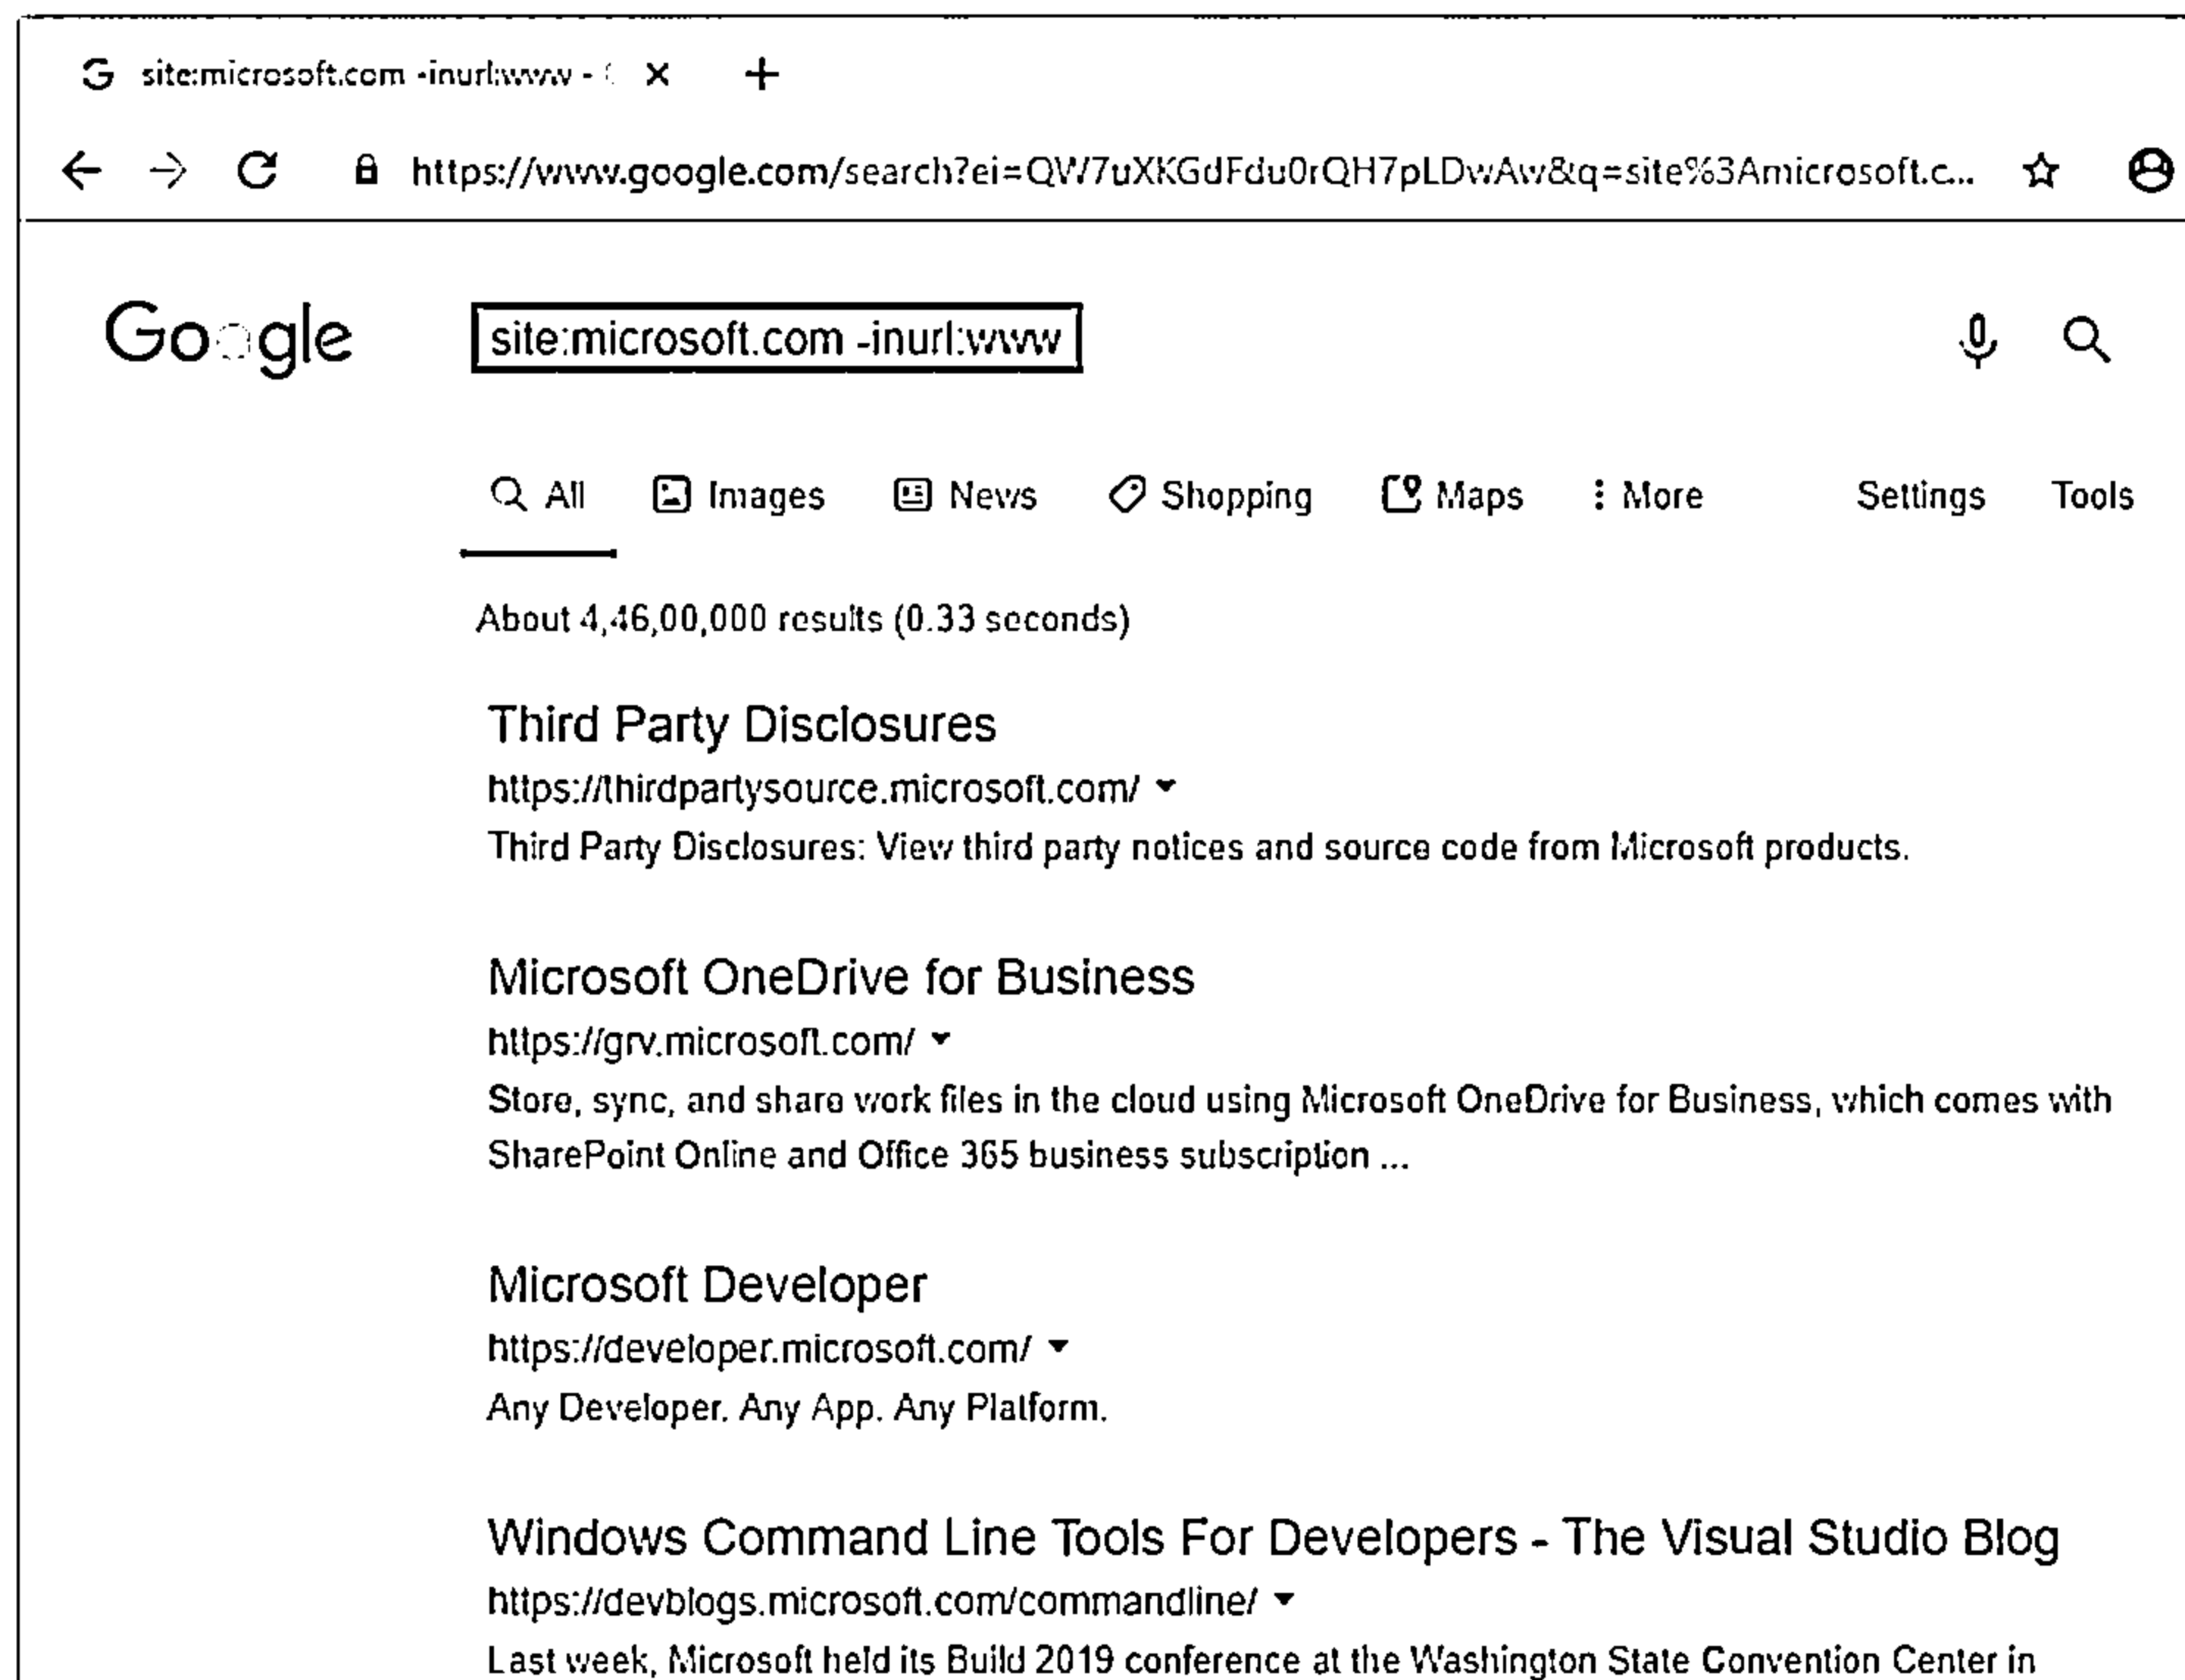 site:microsoft.com -inurl:www -
https://www.google.com/search?ei=QW7uXKGdFdu0rQH7pLDwAw&q=site%3Amicrosoft.c...
Google
site:microsoft.com -inurl:www
All Images News Shopping Maps More Settings Tools
About 4,46,00,000 results (0.33 seconds)
Third Party Disclosures
https://thirdpartysource.microsoft.com/
Third Party Disclosures: View third party notices and source code from Microsoft products.
Microsoft OneDrive for Business
https://grv.microsoft.com/
Store, sync, and share work files in the cloud using Microsoft OneDrive for Business, which comes with
SharePoint Online and Office 365 business subscription ...
Microsoft Developer
https://developer.microsoft.com/
Any Developer. Any App. Any Platform.
Windows Command Line Tools For Developers - The Visual Studio Blog
https://devblogs.microsoft.com/commandline/
Last week, Microsoft held its Build 2019 conference at the Washington State Convention Center in